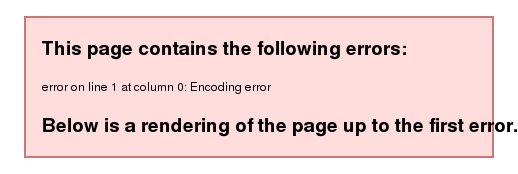 This page contains the following errors:
error on line 1 at column 0: Encoding error
Below is a rendering of the page up to the first error.